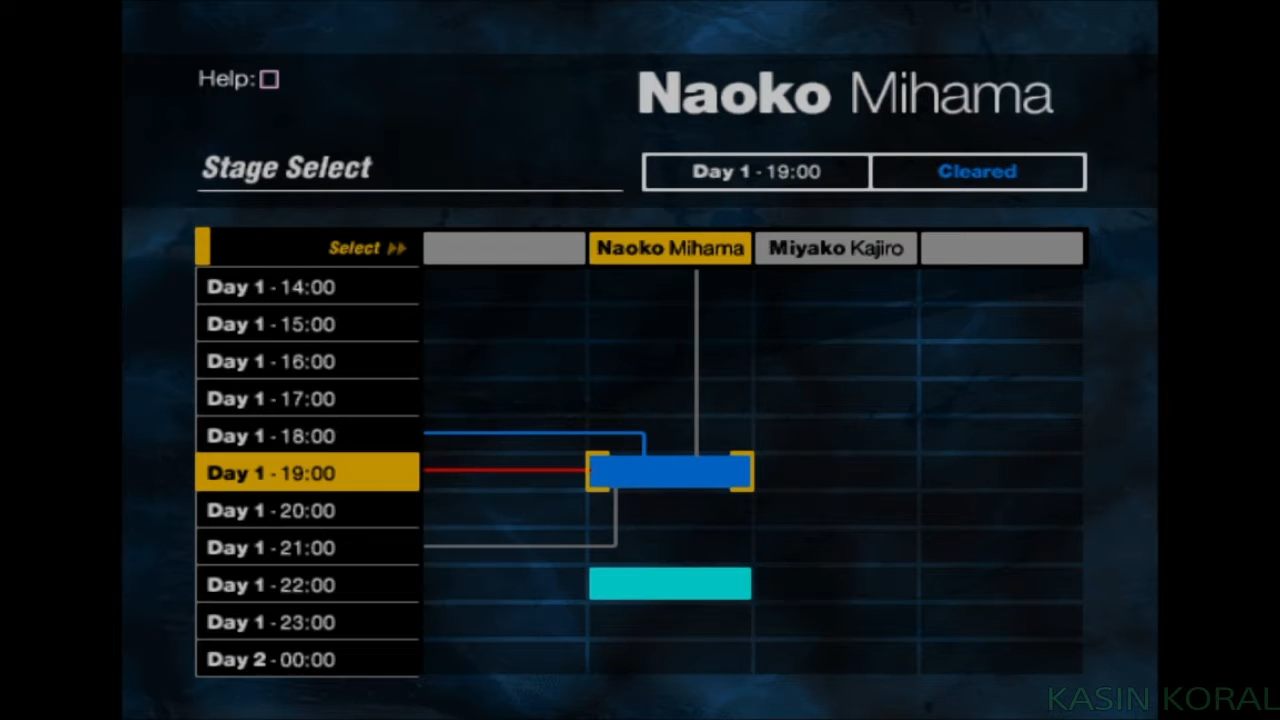 Help: □
Naoko Mihama
Stage Select
Day 1 - 19:00
Cleared
Select
Naoko Mihama
Miyako Kajiro
Day 1 - 14:00
Day 1 - 15:00
Day 1 - 16:00
Day 1 - 17:00
Day 1 - 18:00
Day 1 - 19:00
Day 1 - 20:00
Day 1 - 21:00
Day 1 - 22:00
Day 1 - 23:00
Day 2 - 00:00
KASIN KORAL